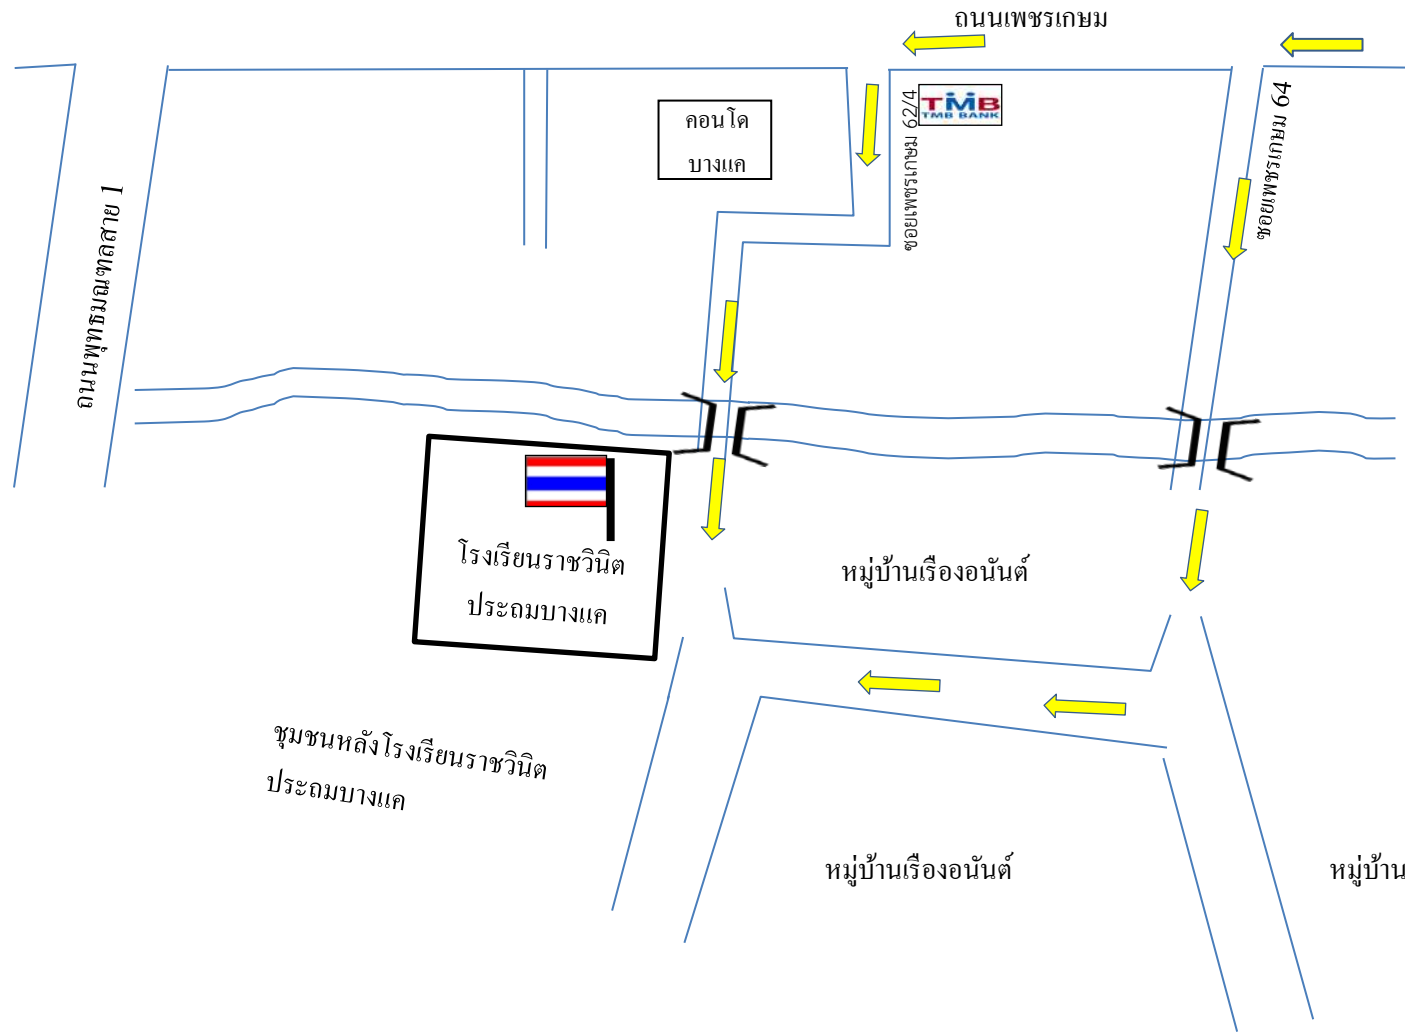 ถนนเพชรเกษม
ซอยเพชรเกษม 62/4
TMB
TMB BANK
ซอยเพชรเกษม 64
คอนโด
บางแค
ถนนพุทธมณฑลสาย 1
โรงเรียนราชวินิต
ประถมบางแค
หมู่บ้านเรืองอนันต์
ชุมชนหลังโรงเรียนราชวินิต
ประถมบางแค
หมู่บ้านเรืองอนันต์
หมู่บ้าน